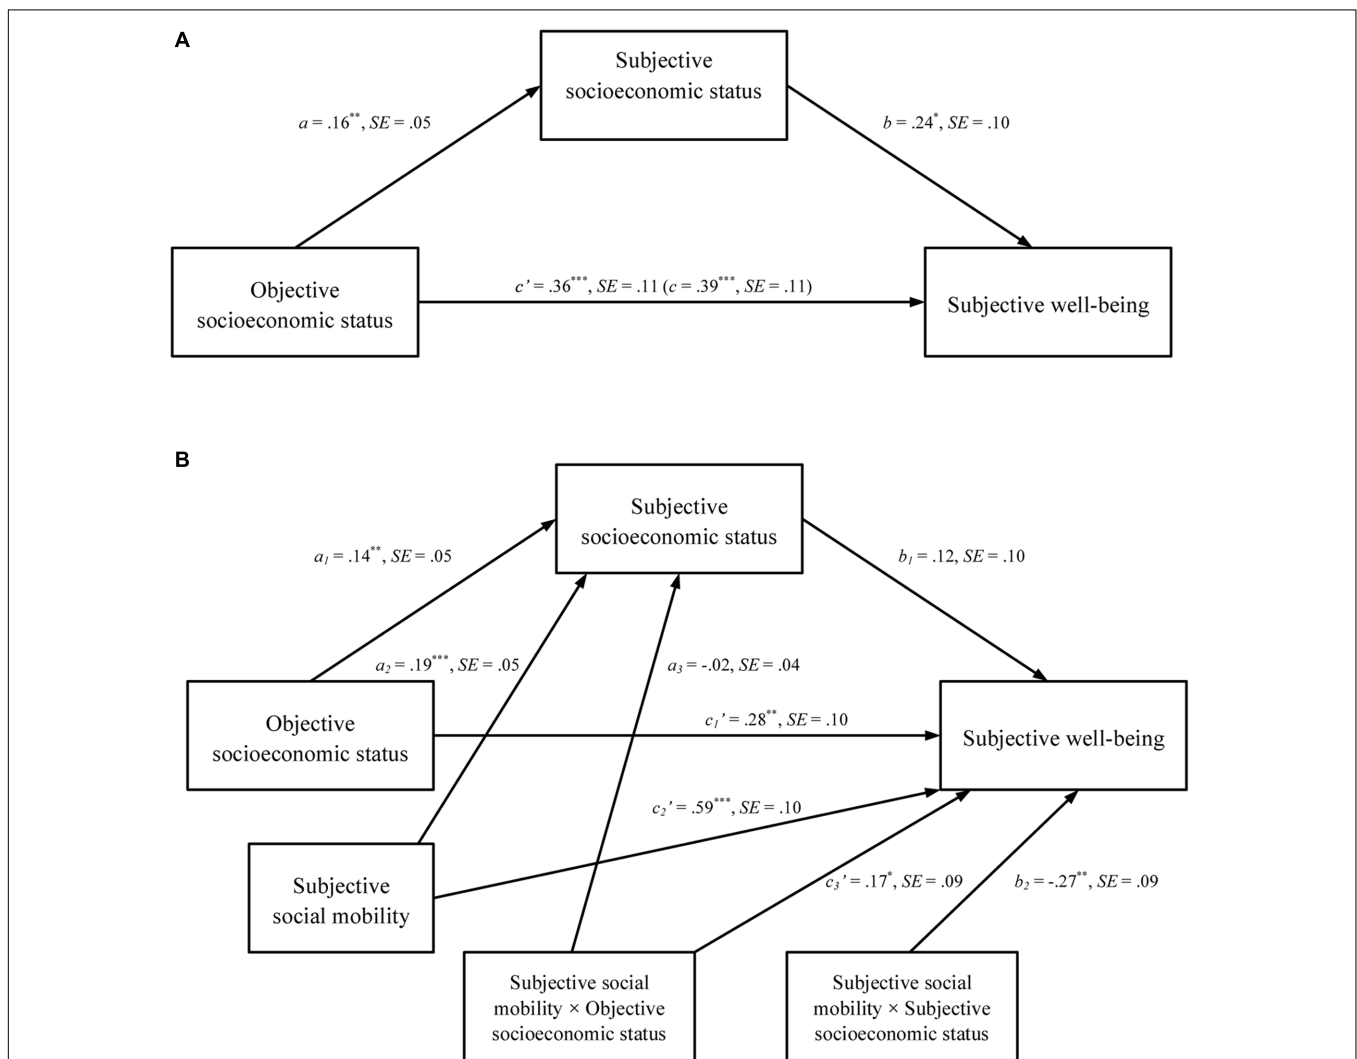 A
Subjective
socioeconomic status
a = .16**, SE = .05
b = .24*, SE = .10
Objective
socioeconomic status
c’ = .36***, SE = .11 (c = .39***, SE = .11)
Subjective well-being
B
Subjective
socioeconomic status
a1 = .14**, SE = .05
b1 = .12, SE = .10
a2 = .19***, SE = .05
a3 = -.02, SE = .04
Objective
socioeconomic status
c1’ = .28**, SE = .10
Subjective well-being
c2’ = .59***, SE = .10
Subjective
social mobility
c3’ = .17*, SE = .09
b2 = -.27**, SE = .09
Subjective social
mobility × Objective
socioeconomic status
Subjective social
mobility × Subjective
socioeconomic status